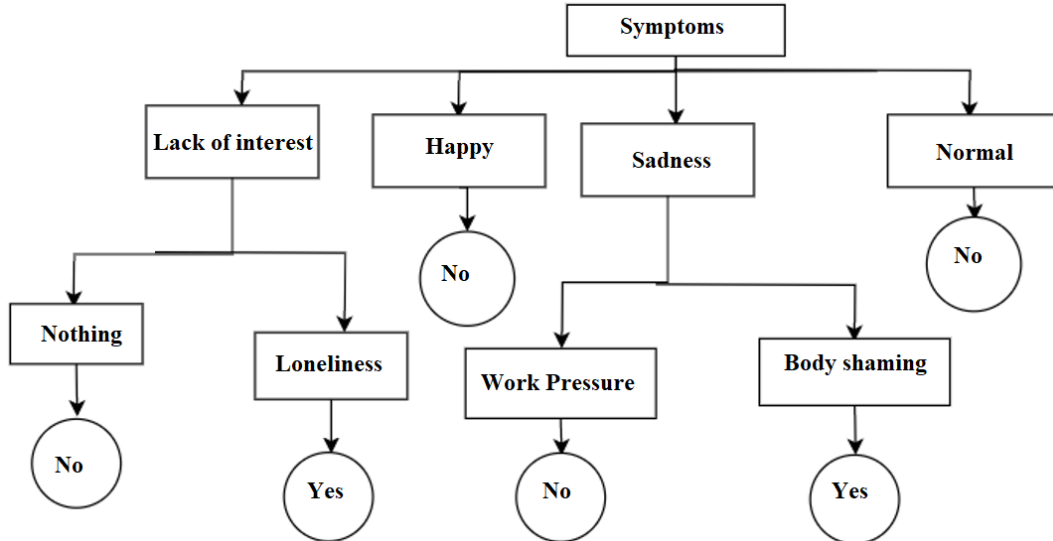 Symptoms
Lack of interest
Happy
Sadness
Normal
No
No
Nothing
Loneliness
Work Pressure
Body shaming
No
Yes
No
Yes